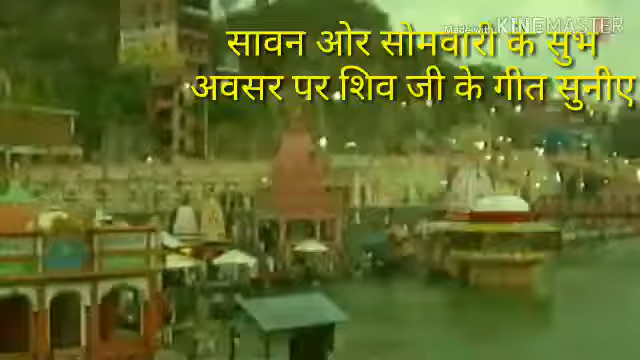 Made with KINEMASTER
सावन ओर सोमवारी के सुभ
अवसर पर शिव जी के गीत सुनीए